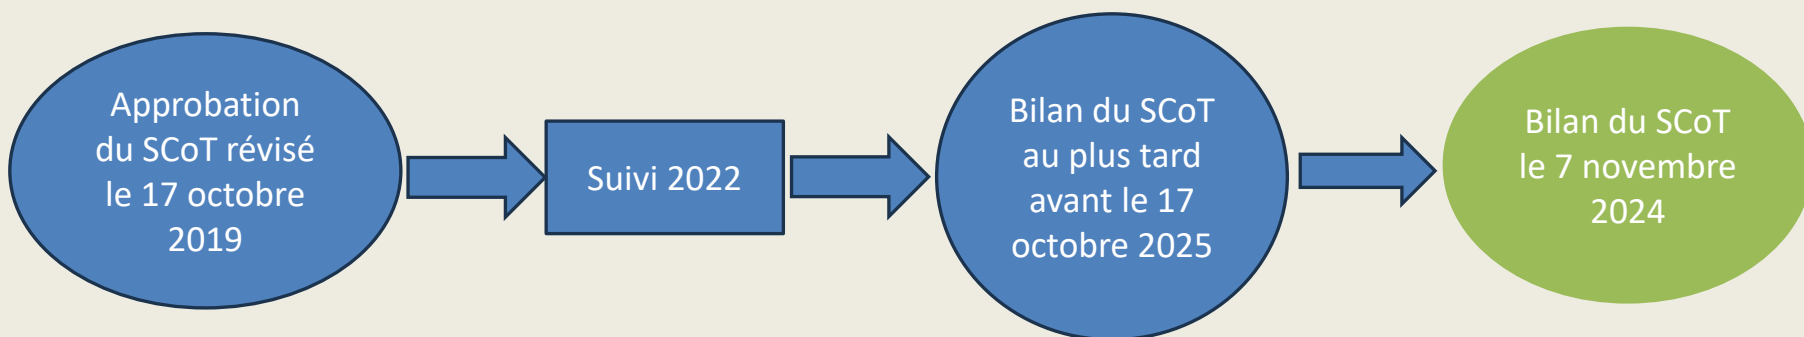 Approbation
du SCoT révisé
le 17 octobre
2019
Suivi 2022
Bilan du SCoT
au plus tard
avant le 17
octobre 2025
Bilan du SCoT
le 7 novembre
2024